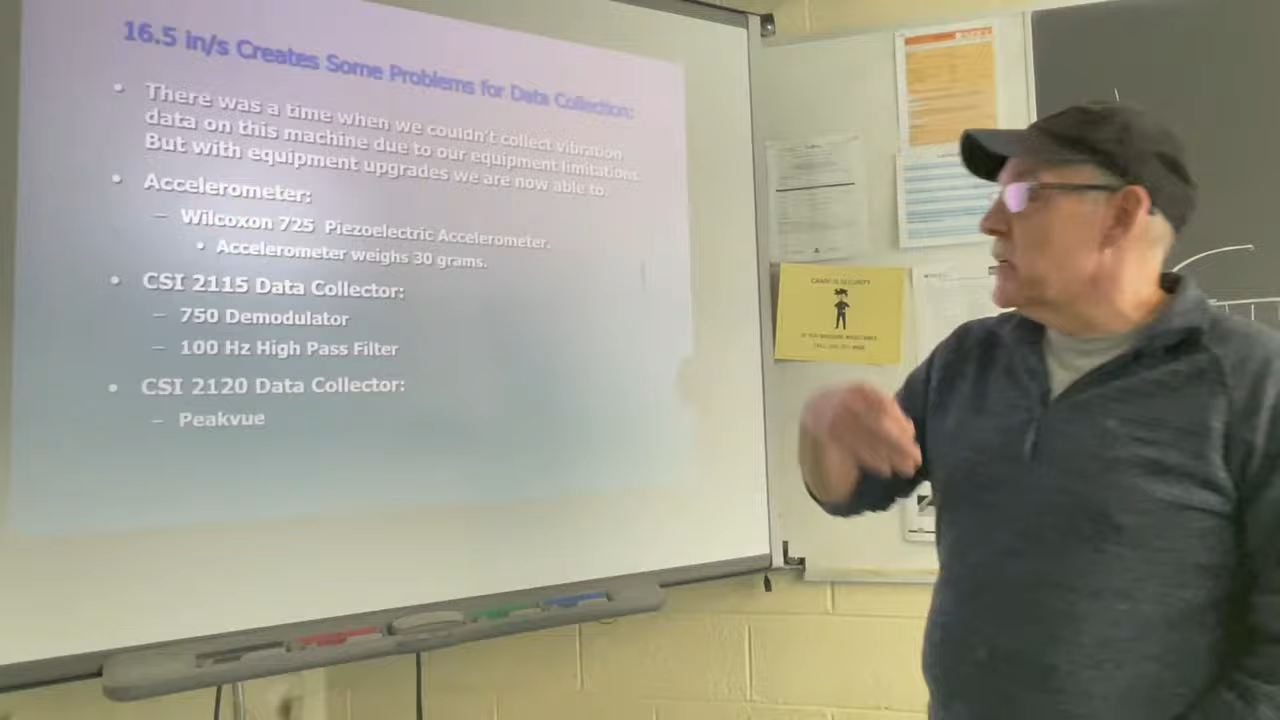 16.5 in/s Creates Some Problems for Data Collection:
• There was a time when we couldn't collect vibration
data on this machine due to our equipment limitations
But with equipment upgrades we are now able to.
• Accelerometer:
– Wilcoxon 725 Piezoelectric Accelerometer.
• Accelerometer weighs 30 grams.
• CSI 2115 Data Collector:
– 750 Demodulator
– 100 Hz High Pass Filter
• CSI 2120 Data Collector:
– Peakvue
CAMPUS SECURITY